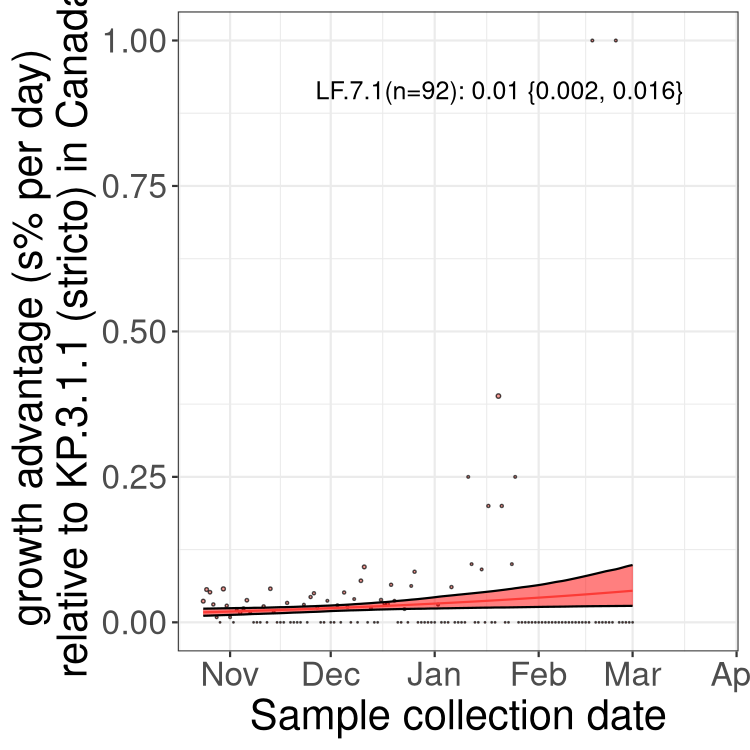 growth advantage (s% per day)
relative to KP.3.1.1 (stricto) in Canada
1.00
LF.7.1(n=92): 0.01 {0.002, 0.016}
0.75
0.50
0.25
0.00
Nov Dec Jan Feb Mar Ap
Sample collection date